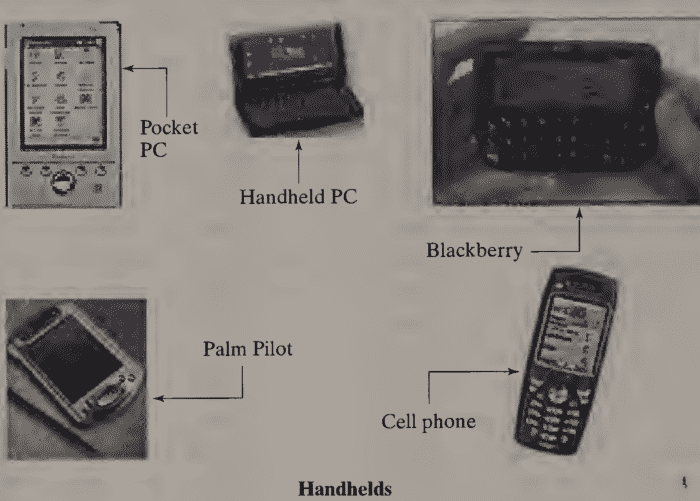 Pocket
PC
Handheld PC
Blackberry
Palm Pilot
Cell phone
Handhelds